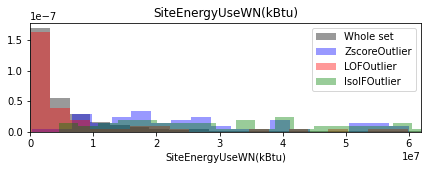 1e−7
SiteEnergyUseWN(kBtu)
1.5
1.0
0.5
0.0
Whole set
ZscoreOutlier
LOFOutlier
IsolFOutlier
0 1 2 3 4 5 6
SiteEnergyUseWN(kBtu)
1e7